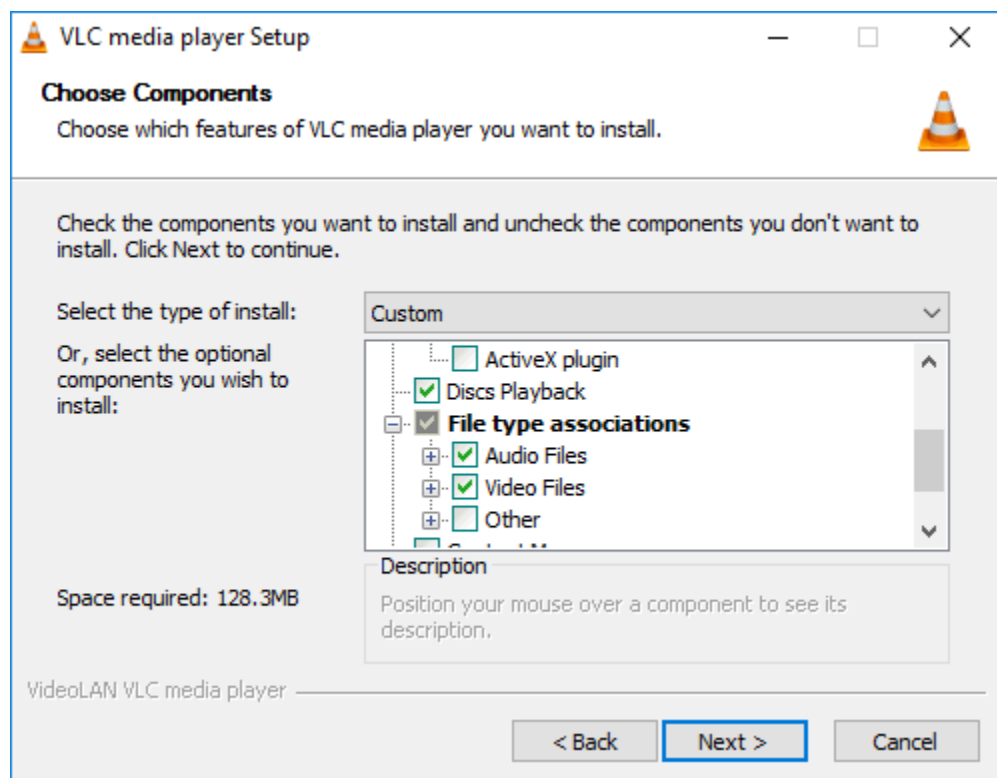 VLC media player Setup
Choose Components
Choose which features of VLC media player you want to install.
Check the components you want to install and uncheck the components you don't want to
install. Click Next to continue.
Select the type of install:
Custom
Or, select the optional
components you wish to
install:
ActiveX plugin
Discs Playback
File type associations
Audio Files
Video Files
Other
Space required: 128.3MB
Description
Position your mouse over a component to see its
description.
VideoLAN VLC media player
< Back
Next >
Cancel